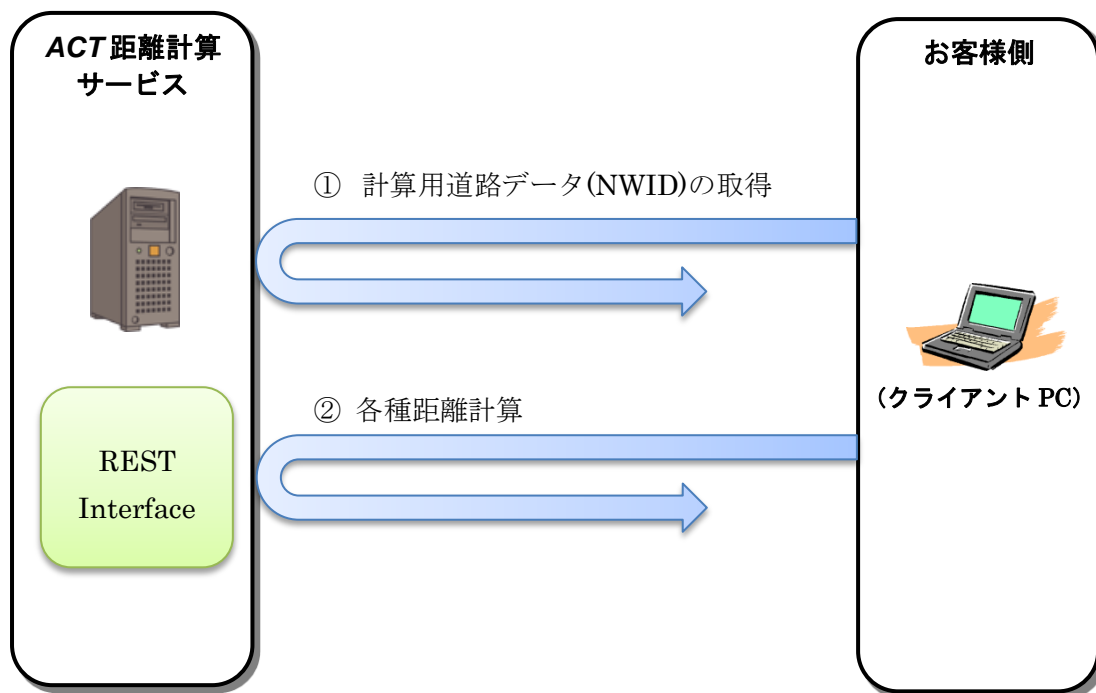 ACT 距離計算
サービス
お客様側
① 計算用道路データ(NWID)の取得
② 各種距離計算
(クライアント PC)
REST
Interface